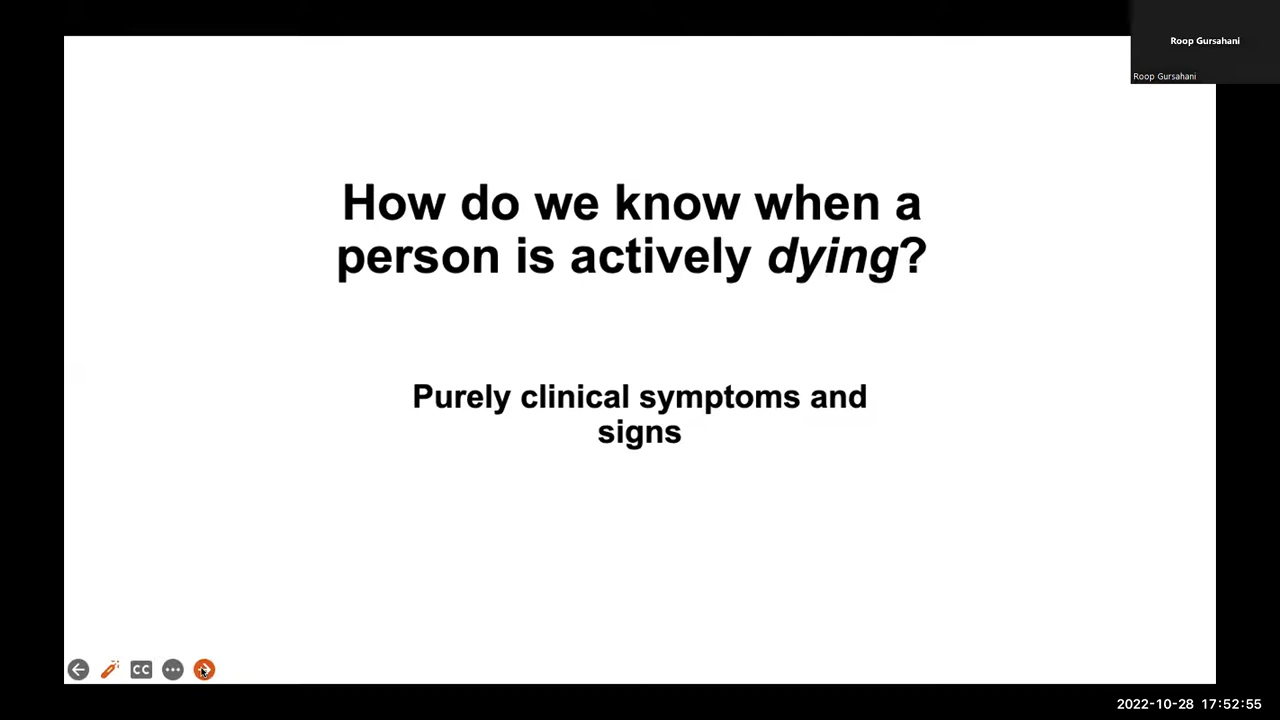 Roop Gursahani
Roop Gursahani
How do we know when a
person is actively dying?
Purely clinical symptoms and
signs
CC
2022-10-28 17:52:55